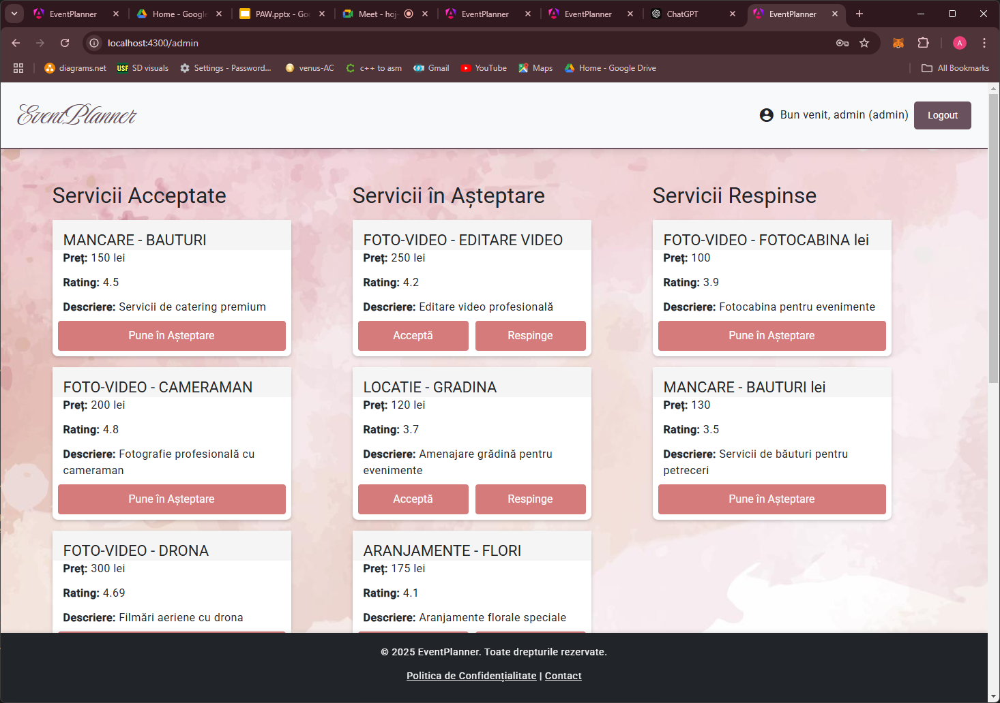 EventPlanner
Home - Google
PAW.pptx - Go
Meet - hoj-
EventPlanner
EventPlanner
ChatGPT
EventPlanner
localhost:4300/admin
A
diagrams.net
USF SD visuals
Settings - Password...
venus-AC
c++ to asm
Gmail
YouTube
Maps
Home - Google Drive
All Bookmarks
EventPlanner
Bun venit, admin (admin)
Logout
Servicii Acceptate
MANCARE - BAUTURI
Preț: 150 lei
Rating: 4.5
Descriere: Servicii de catering premium
Pune în Așteptare
FOTO-VIDEO - CAMERAMAN
Preț: 200 lei
Rating: 4.8
Descriere: Fotografie profesională cu
cameraman
Pune în Așteptare
FOTO-VIDEO - DRONA
Preț: 300 lei
Rating: 4.69
Descriere: Filmări aeriene cu drona
Servicii în Așteptare
FOTO-VIDEO - EDITARE VIDEO
Preț: 250 lei
Rating: 4.2
Descriere: Editare video profesională
Acceptă
Respinge
LOCATIE - GRADINA
Preț: 120 lei
Rating: 3.7
Descriere: Amenajare grădină pentru
evenimente
Acceptă
Respinge
ARANJAMENTE - FLORI
Preț: 175 lei
Rating: 4.1
Descriere: Aranjamente florale speciale
Servicii Respinse
FOTO-VIDEO - FOTOCABINA lei
Preț: 100
Rating: 3.9
Descriere: Fotocabina pentru evenimente
Pune în Așteptare
MANCARE - BAUTURI lei
Preț: 130
Rating: 3.5
Descriere: Servicii de băuturi pentru
petreceri
Pune în Așteptare
© 2025 EventPlanner. Toate drepturile rezervate.
Politica de Confidențialitate | Contact